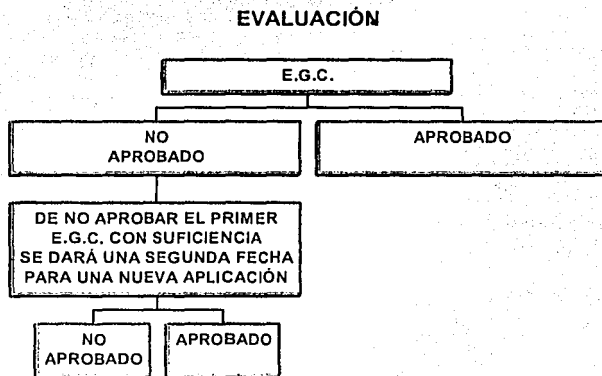 EVALUACIÓN
E.G.C.
NO
APROBADO
APROBADO
DE NO APROBAR EL PRIMER
E.G.C. CON SUFICIENCIA
SE DARÁ UNA SEGUNDA FECHA
PARA UNA NUEVA APLICACIÓN
NO
APROBADO
APROBADO